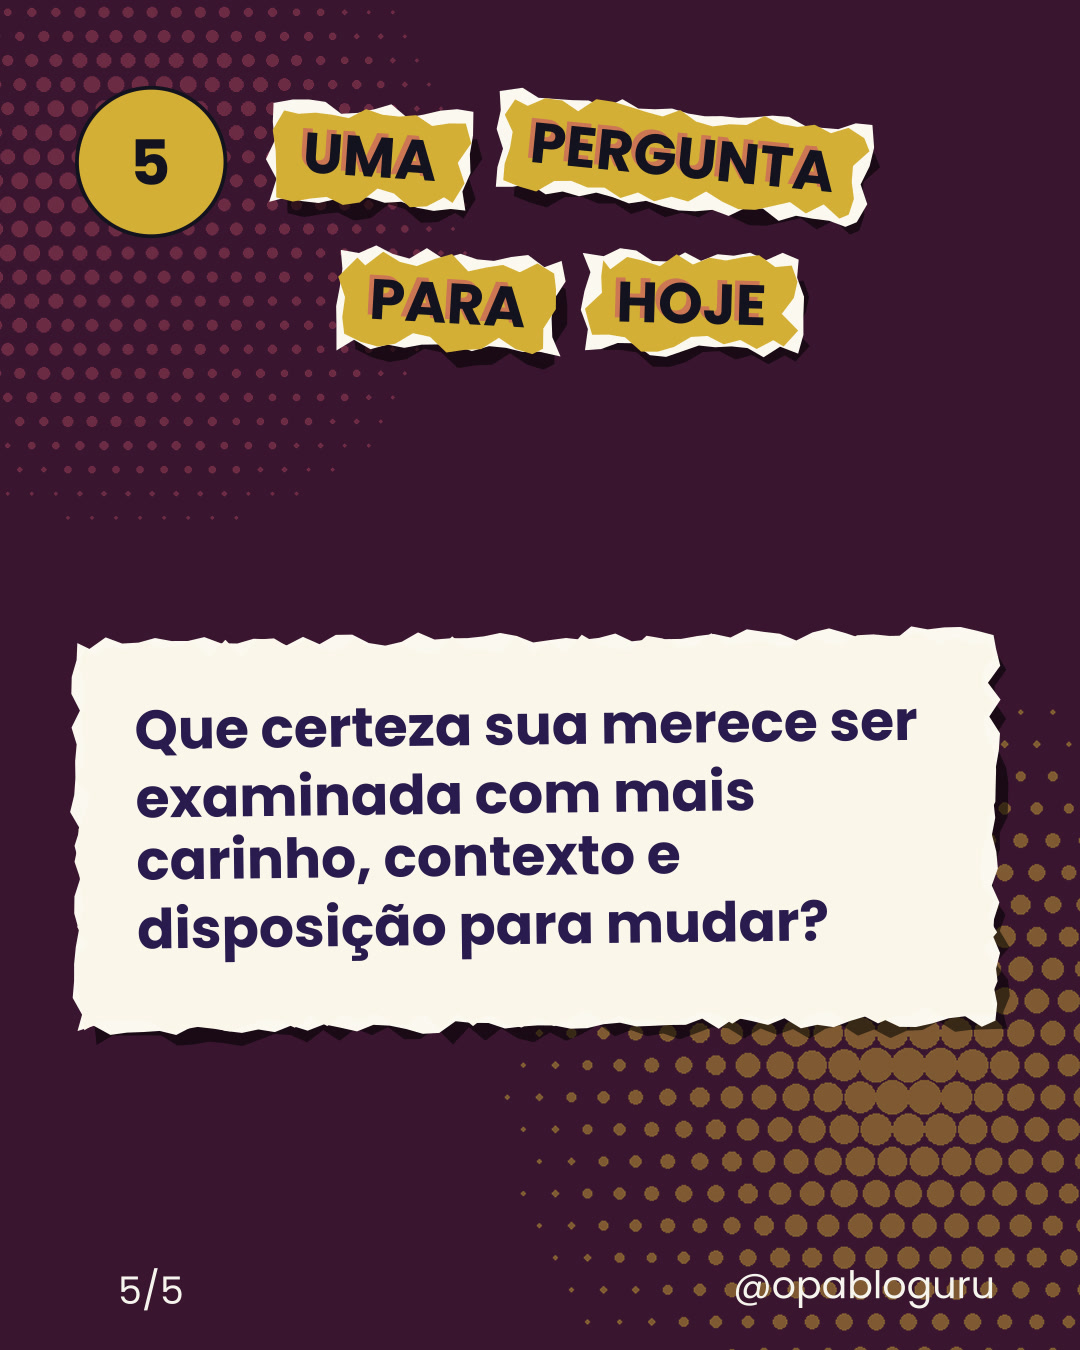 5
UMA PERGUNTA
PARA HOJE
Que certeza sua merece ser
examinada com mais
carinho, contexto e
disposição para mudar?
5/5
@opabloguru